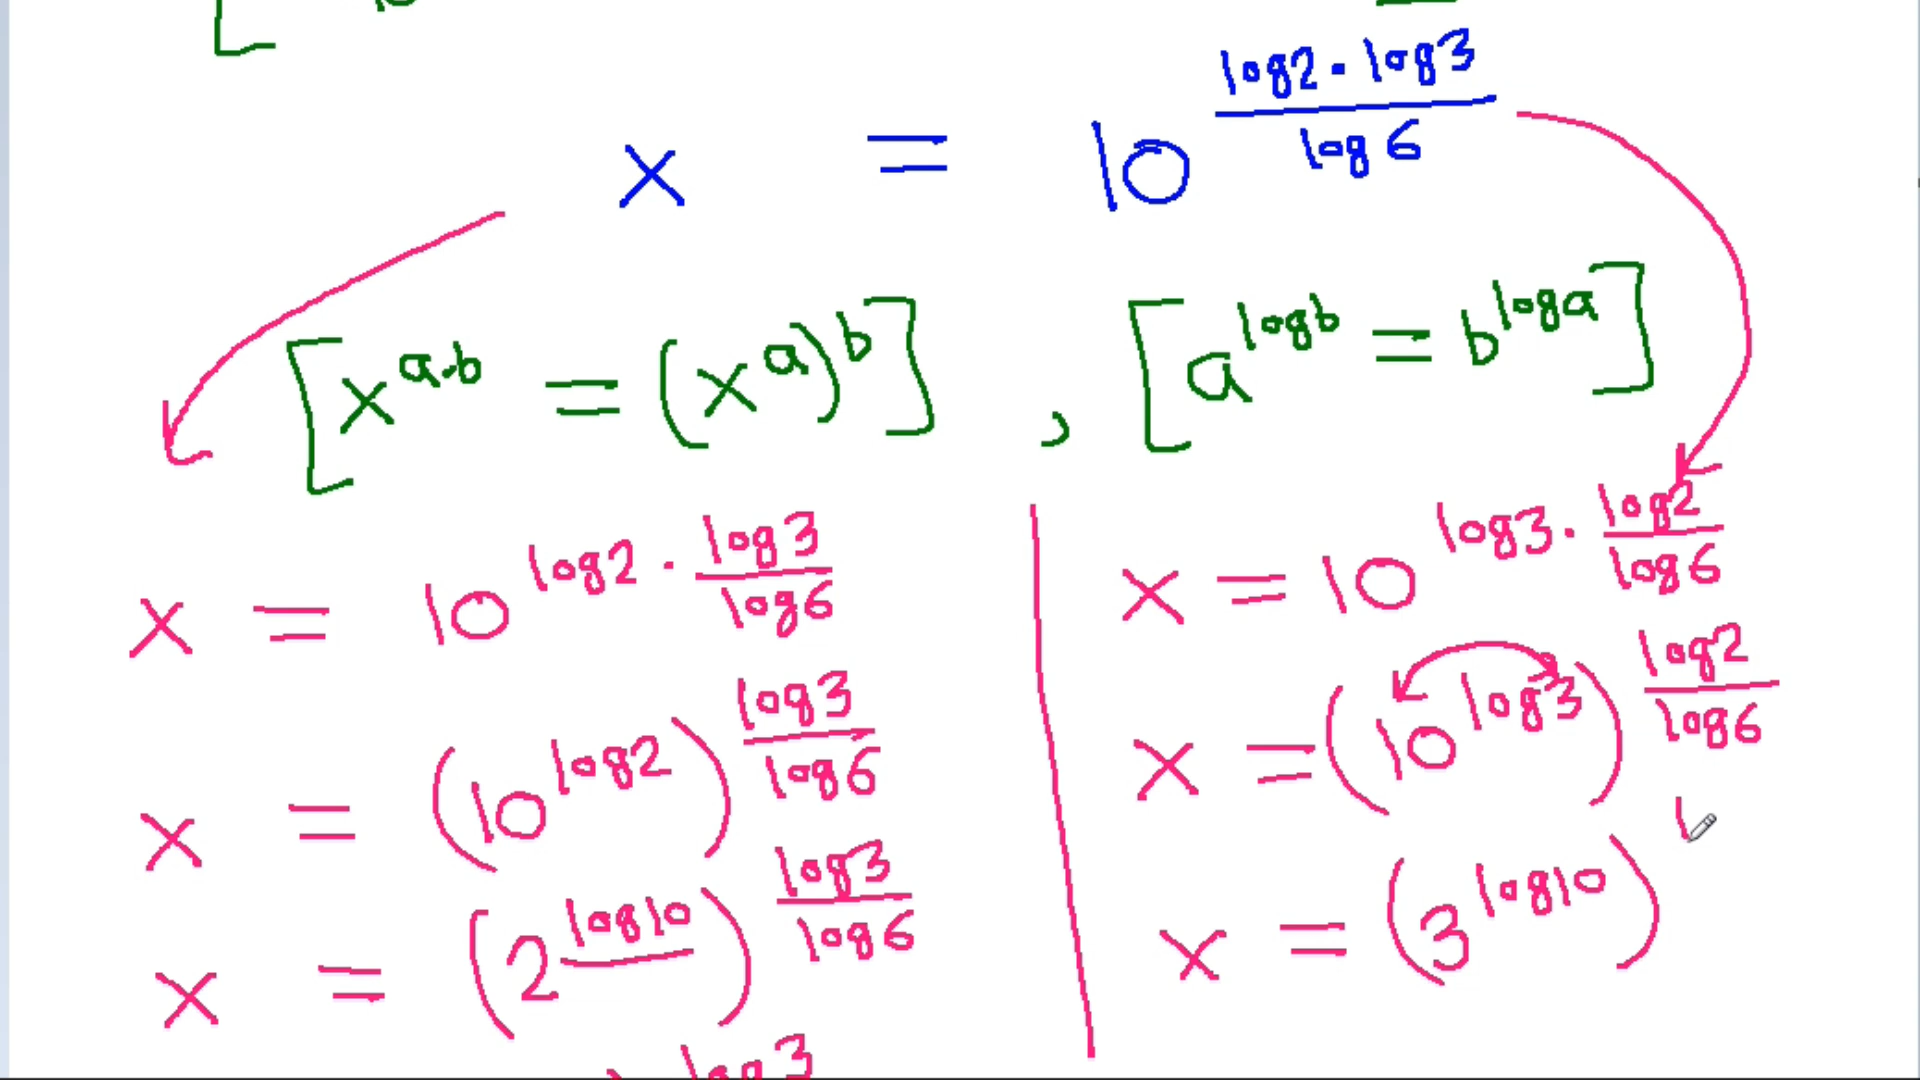 x = 10^(log2·log3/log6)
[x^(a·b) = (x^a)^b] , [a^(logb) = b^(loga)]
x = 10^(log2 · log3/log6)
x = (10^(log2))^(log3/log6)
x = (2^(log10))^(log3/log6)
log3
x = 10^(log3 · log2/log6)
x = (10^(log3))^(log2/log6)
x = (3^(log10))